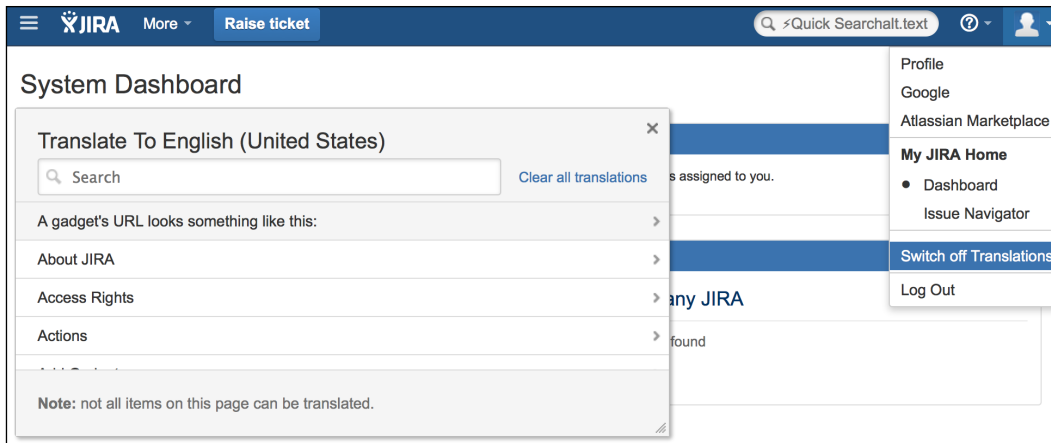 JIRA More Raise ticket ⚡Quick Searchalt.text
System Dashboard
Translate To English (United States)
Search Clear all translations
A gadget's URL looks something like this:
About JIRA
Access Rights
Actions
Note: not all items on this page can be translated.
s assigned to you.
any JIRA
found
Profile
Google
Atlassian Marketplace
My JIRA Home
Dashboard
Issue Navigator
Switch off Translations
Log Out